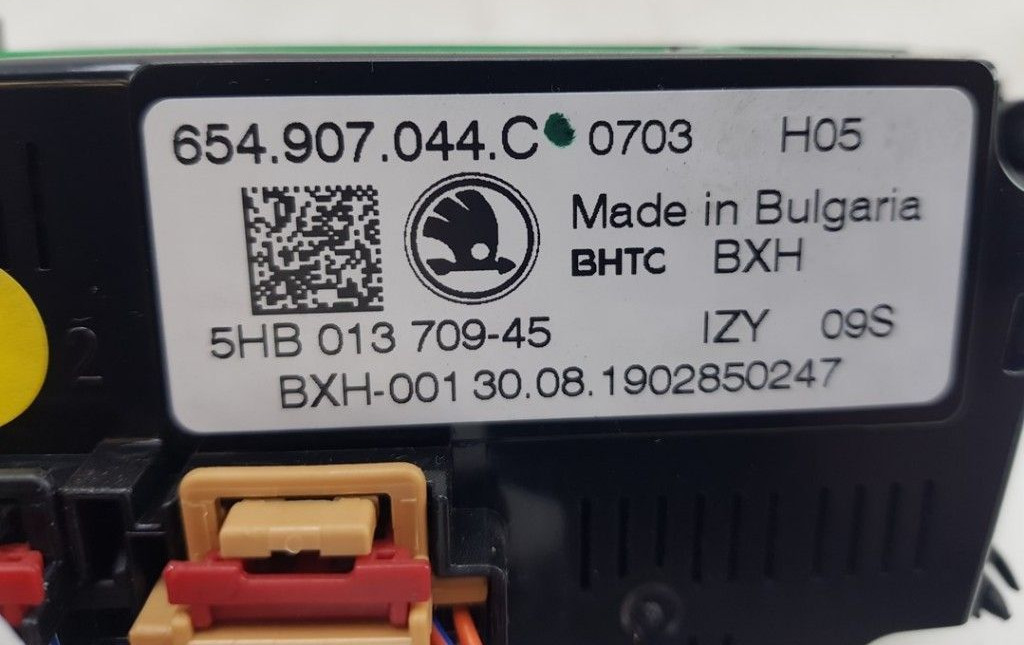 654.907.044.C 0703 H05
Made in Bulgaria
BHTC BXH
5HB 013 709-45 IZY 09S
BXH-001 30.08.1902850247
2